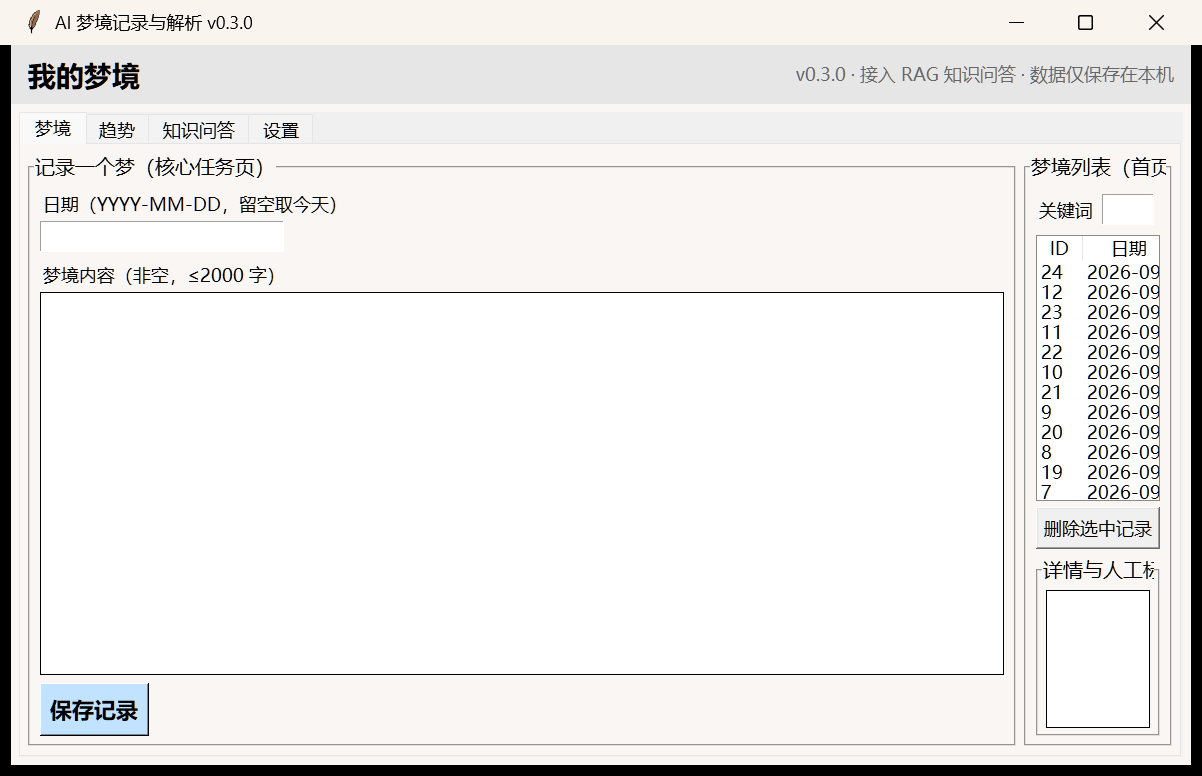 AI 梦境记录与解析 v0.3.0
我的梦境
v0.3.0 · 接入 RAG 知识问答 · 数据仅保存在本机
梦境 趋势 知识问答 设置
记录一个梦（核心任务页）
日期（YYYY-MM-DD，留空取今天）
梦境内容（非空，≤2000 字）
保存记录
梦境列表（首页
关键词
ID 日期
24 2026-09
12 2026-09
23 2026-09
11 2026-09
22 2026-09
10 2026-09
21 2026-09
9 2026-09
20 2026-09
8 2026-09
19 2026-09
7 2026-09
删除选中记录
详情与人工标